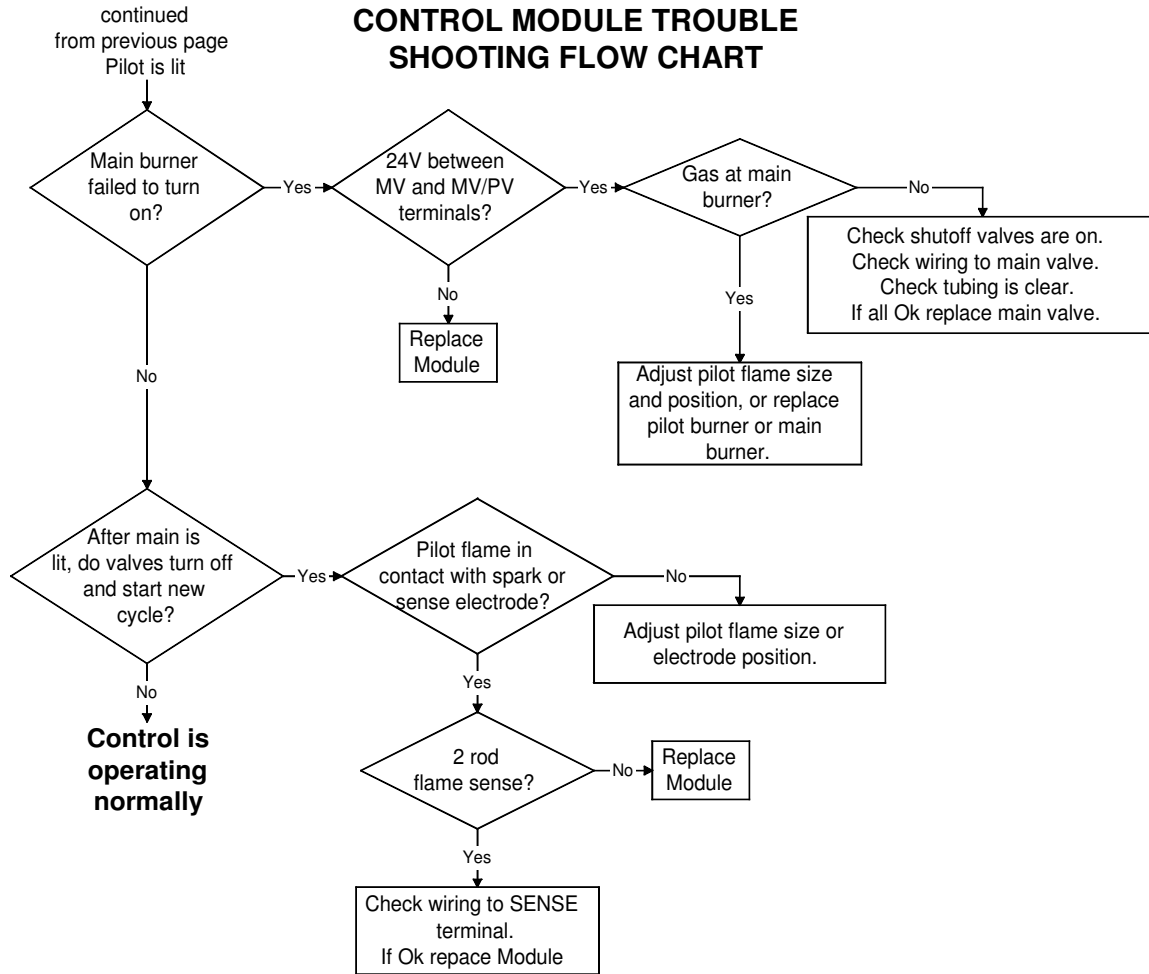 continued
from previous page
Pilot is lit
CONTROL MODULE TROUBLE
SHOOTING FLOW CHART
Main burner
failed to turn
on?
Yes
24V between
MV and MV/PV
terminals?
Yes
Gas at main
burner?
No
Check shutoff valves are on.
Check wiring to main valve.
Check tubing is clear.
If all Ok replace main valve.
No
Replace
Module
Yes
Adjust pilot flame size
and position, or replace
pilot burner or main
burner.
No
After main is
lit, do valves turn off
and start new
cycle?
Yes
Pilot flame in
contact with spark or
sense electrode?
No
Adjust pilot flame size or
electrode position.
No
Control is
operating
normally
Yes
2 rod
flame sense?
No
Replace
Module
Yes
Check wiring to SENSE
terminal.
If Ok repace Module